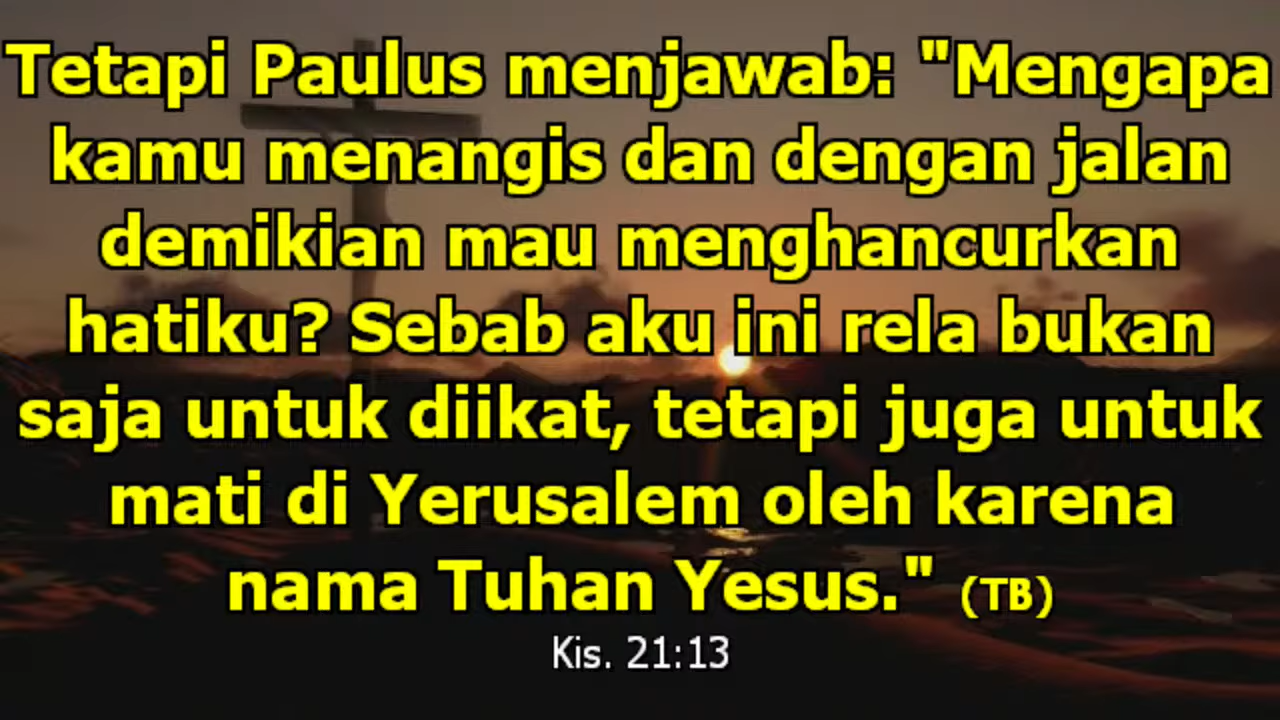 Tetapi Paulus menjawab: "Mengapa
kamu menangis dan dengan jalan
demikian mau menghancurkan
hatiku? Sebab aku ini rela bukan
saja untuk diikat, tetapi juga untuk
mati di Yerusalem oleh karena
nama Tuhan Yesus." (TB)
Kis. 21:13